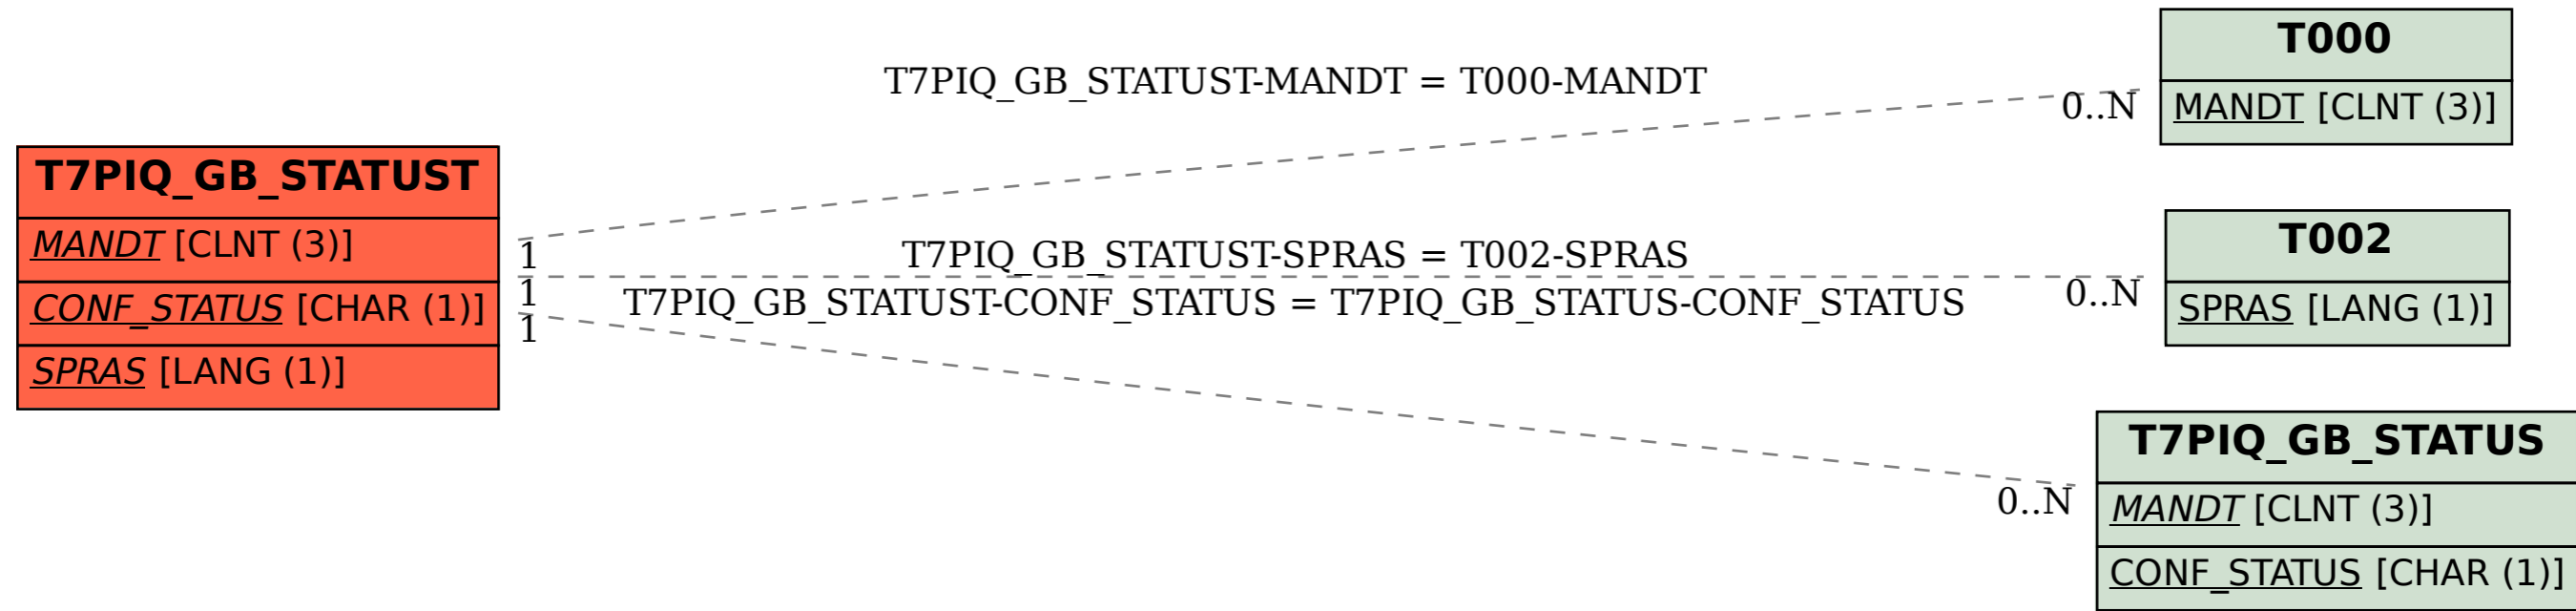 T7PIQ_GB_STATUST
MANDT [CLNT (3)]
CONF_STATUS [CHAR (1)]
SPRAS [LANG (1)]
T7PIQ_GB_STATUST-MANDT = T000-MANDT
1
0..N
T7PIQ_GB_STATUST-SPRAS = T002-SPRAS
1
0..N
T7PIQ_GB_STATUST-CONF_STATUS = T7PIQ_GB_STATUS-CONF_STATUS
1
0..N
T000
MANDT [CLNT (3)]
T002
SPRAS [LANG (1)]
T7PIQ_GB_STATUS
MANDT [CLNT (3)]
CONF_STATUS [CHAR (1)]